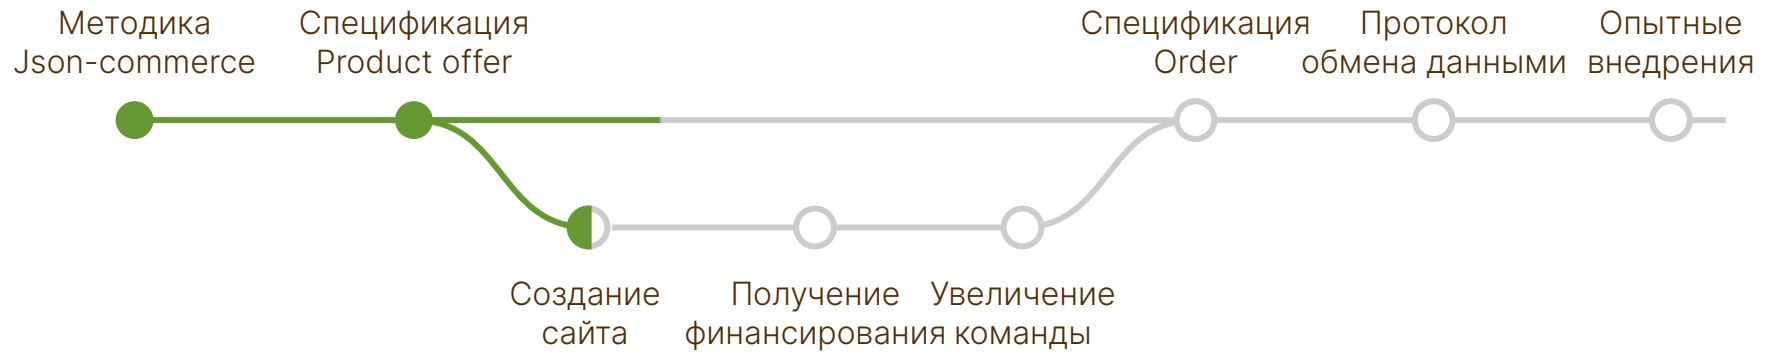 Методика
Json-commerce
Спецификация
Product offer
Спецификация
Order
Протокол
обмена данными
Опытные
внедрения
Создание
сайта
Получение
финансирования
Увеличение
команды